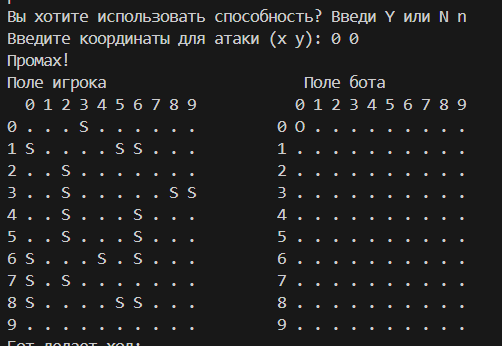 Вы хотите использовать способность? Введи Y или N n
Введите координаты для атаки (x y): 0 0
Промах!
Поле игрока                      Поле бота
  0 1 2 3 4 5 6 7 8 9           0 1 2 3 4 5 6 7 8 9
0 . . . S . . . . . .         0 O . . . . . . . . .
1 S . . . . S S . . .         1 . . . . . . . . . .
2 . . S . . . . . . .         2 . . . . . . . . . .
3 . . S . . . . . S S         3 . . . . . . . . . .
4 . . S . . . S . . .         4 . . . . . . . . . .
5 . . S . . . S . . .         5 . . . . . . . . . .
6 S . . . S . S . . .         6 . . . . . . . . . .
7 S . S . . . . . . .         7 . . . . . . . . . .
8 S . . . . S S . . .         8 . . . . . . . . . .
9 . . . . . . . . . .         9 . . . . . . . . . .
Бот делает ход: